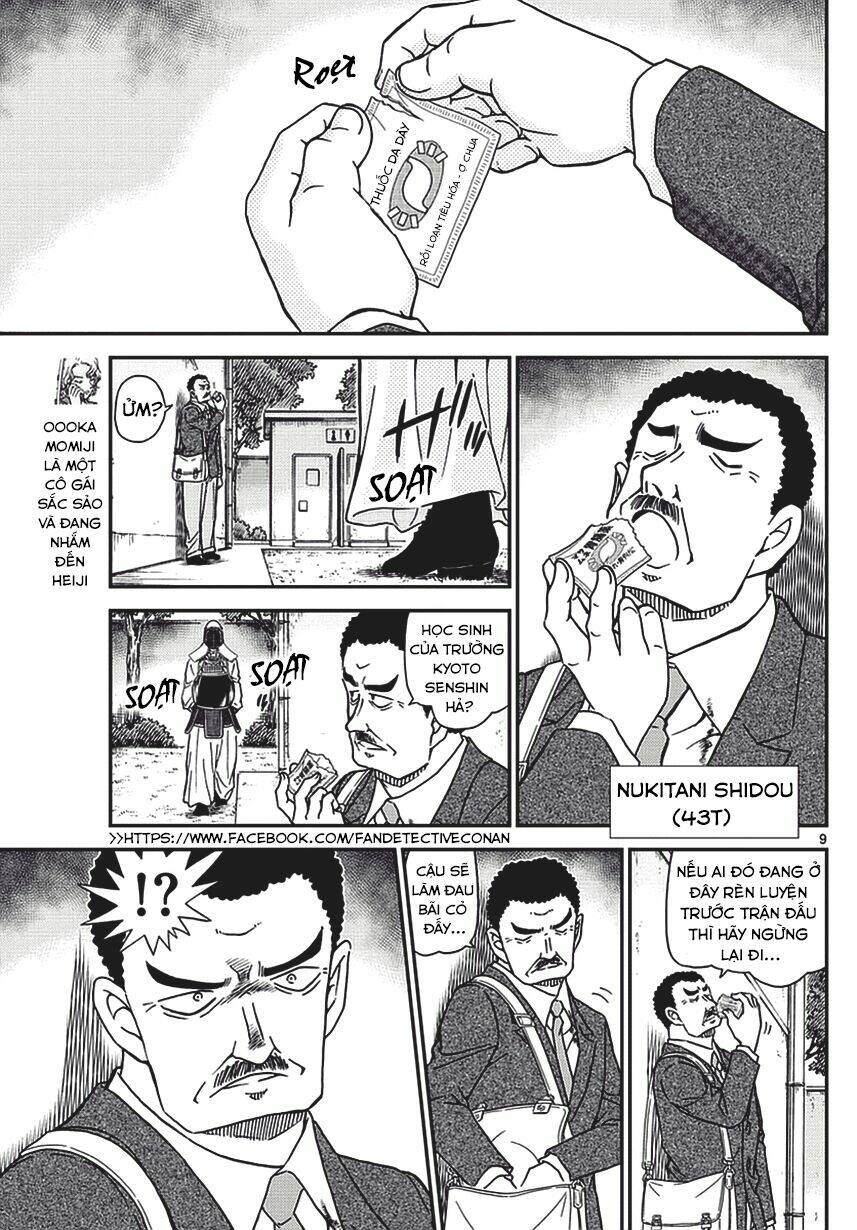 Roẹt
THUỐC DẠ DÀY
RỐI LOẠN TIÊU HÓA - Ợ CHUA
NUKITANI SHIDOU
(43T)
SOẠT
ỬM?
OOOKA
MOMIJI
LÀ MỘT
CÔ GÁI
SẮC SẢO
VÀ ĐANG
NHẮM
ĐẾN
HEIJI
HỌC SINH
CỦA TRƯỜNG
KYOTO
SENSHIN
HẢ?
SOẠT
SOẠT
>>HTTPS://WWW.FACEBOOK.COM/FANDETECTIVECONAN
9
NẾU AI ĐÓ ĐANG Ở
ĐÂY RÈN LUYỆN
TRƯỚC TRẬN ĐẤU
THÌ HÃY NGỪNG
LẠI ĐI...
CẬU SẼ
LÀM ĐAU
BÃI CỎ
ĐẤY...
!?